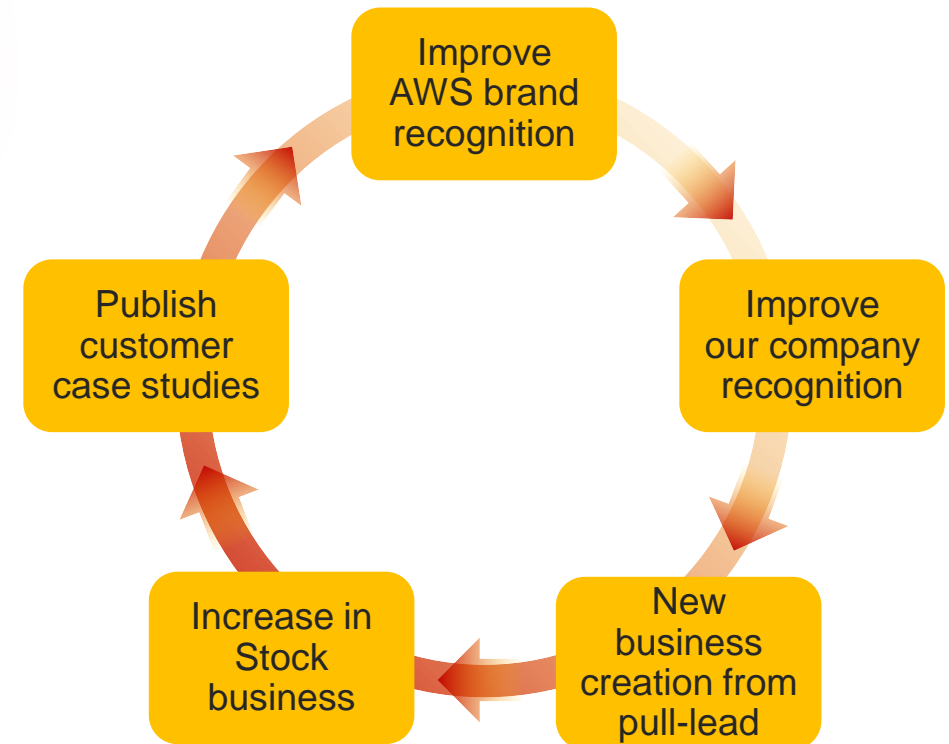 Improve
AWS brand
recognition
Improve
our company
recognition
New
business
creation from
pull-lead
Increase in
Stock
business
Publish
customer
case studies